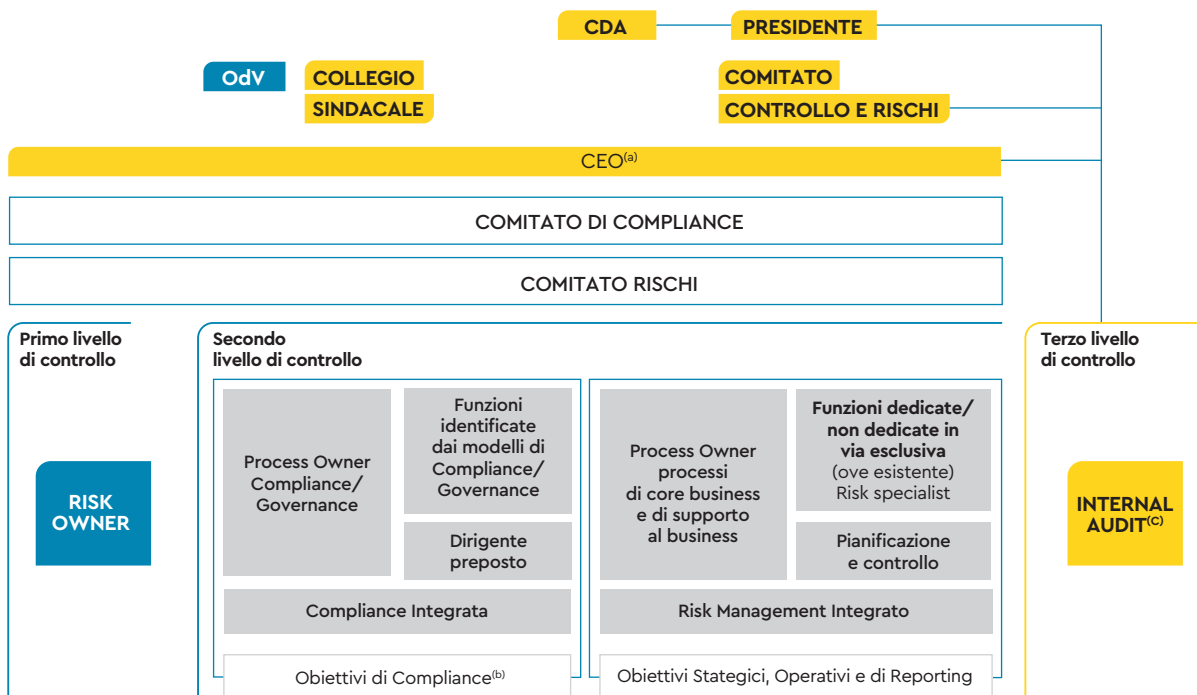 CDA
PRESIDENTE
OdV
COLLEGIO
SINDACALE
COMITATO
CONTROLLO E RISCHI
CEO(a)
COMITATO DI COMPLIANCE
COMITATO RISCHI
Primo livello
di controllo
RISK
OWNER
Secondo
livello di controllo
Process Owner
Compliance/
Governance
Funzioni
identificate
dai modelli di
Compliance/
Governance
Dirigente
preposto
Compliance Integrata
Obiettivi di Compliance(b)
Process Owner
processi
di core business
e di supporto
al business
Funzioni dedicate/
non dedicate in
via esclusiva
(ove esistente)
Risk specialist
Pianificazione
e controllo
Risk Management Integrato
Obiettivi Stategici, Operativi e di Reporting
Terzo livello
di controllo
INTERNAL
AUDIT(C)